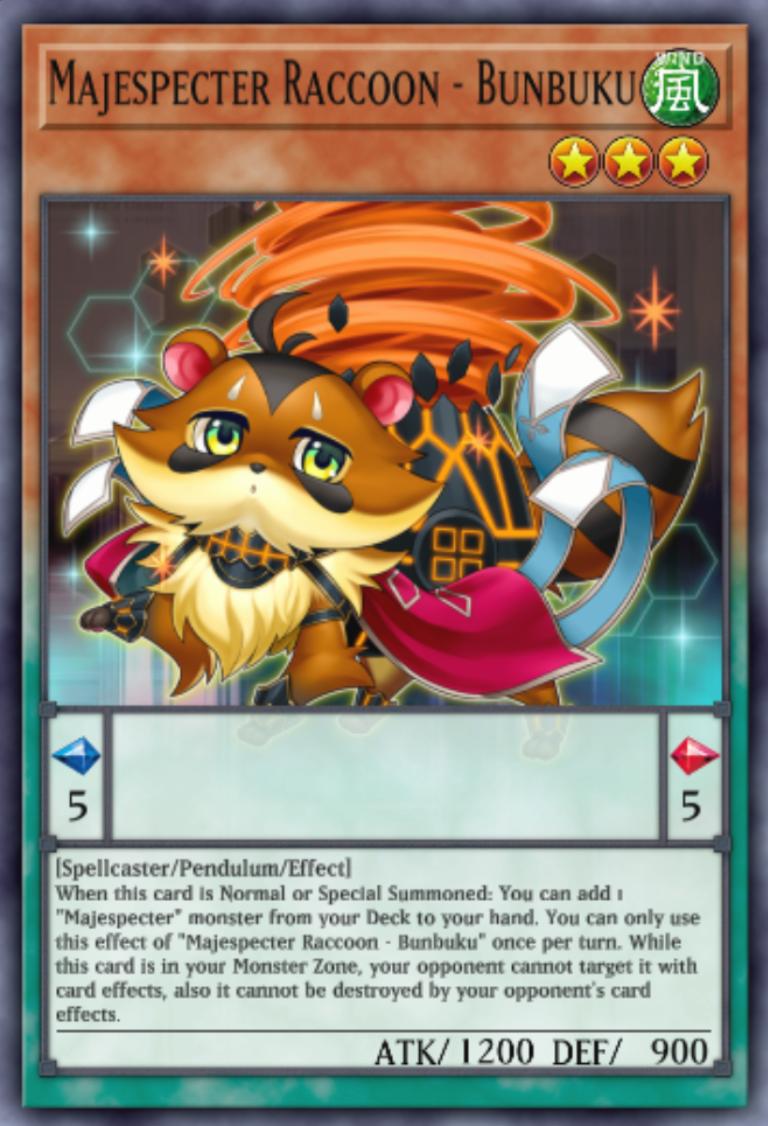 Majespecter Raccoon - Bunbuku
WIND
風
5
5
[Spellcaster/Pendulum/Effect]
When this card is Normal or Special Summoned: You can add 1
"Majespecter" monster from your Deck to your hand. You can only use
this effect of "Majespecter Raccoon - Bunbuku" once per turn. While
this card is in your Monster Zone, your opponent cannot target it with
card effects, also it cannot be destroyed by your opponent's card
effects.
ATK/ 1200 DEF/ 900